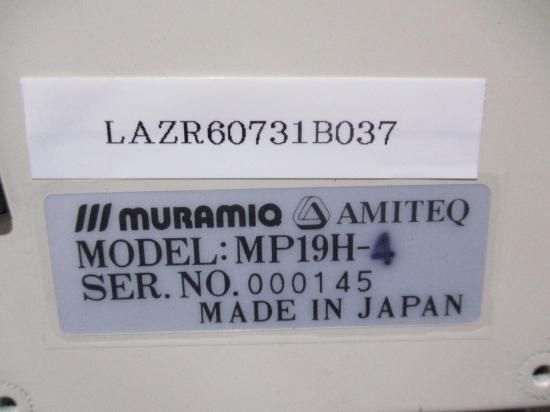 LAZR60731B037
MURAMIQ AMITEQ
MODEL: MP19H-4
SER. NO. 000145
MADE IN JAPAN